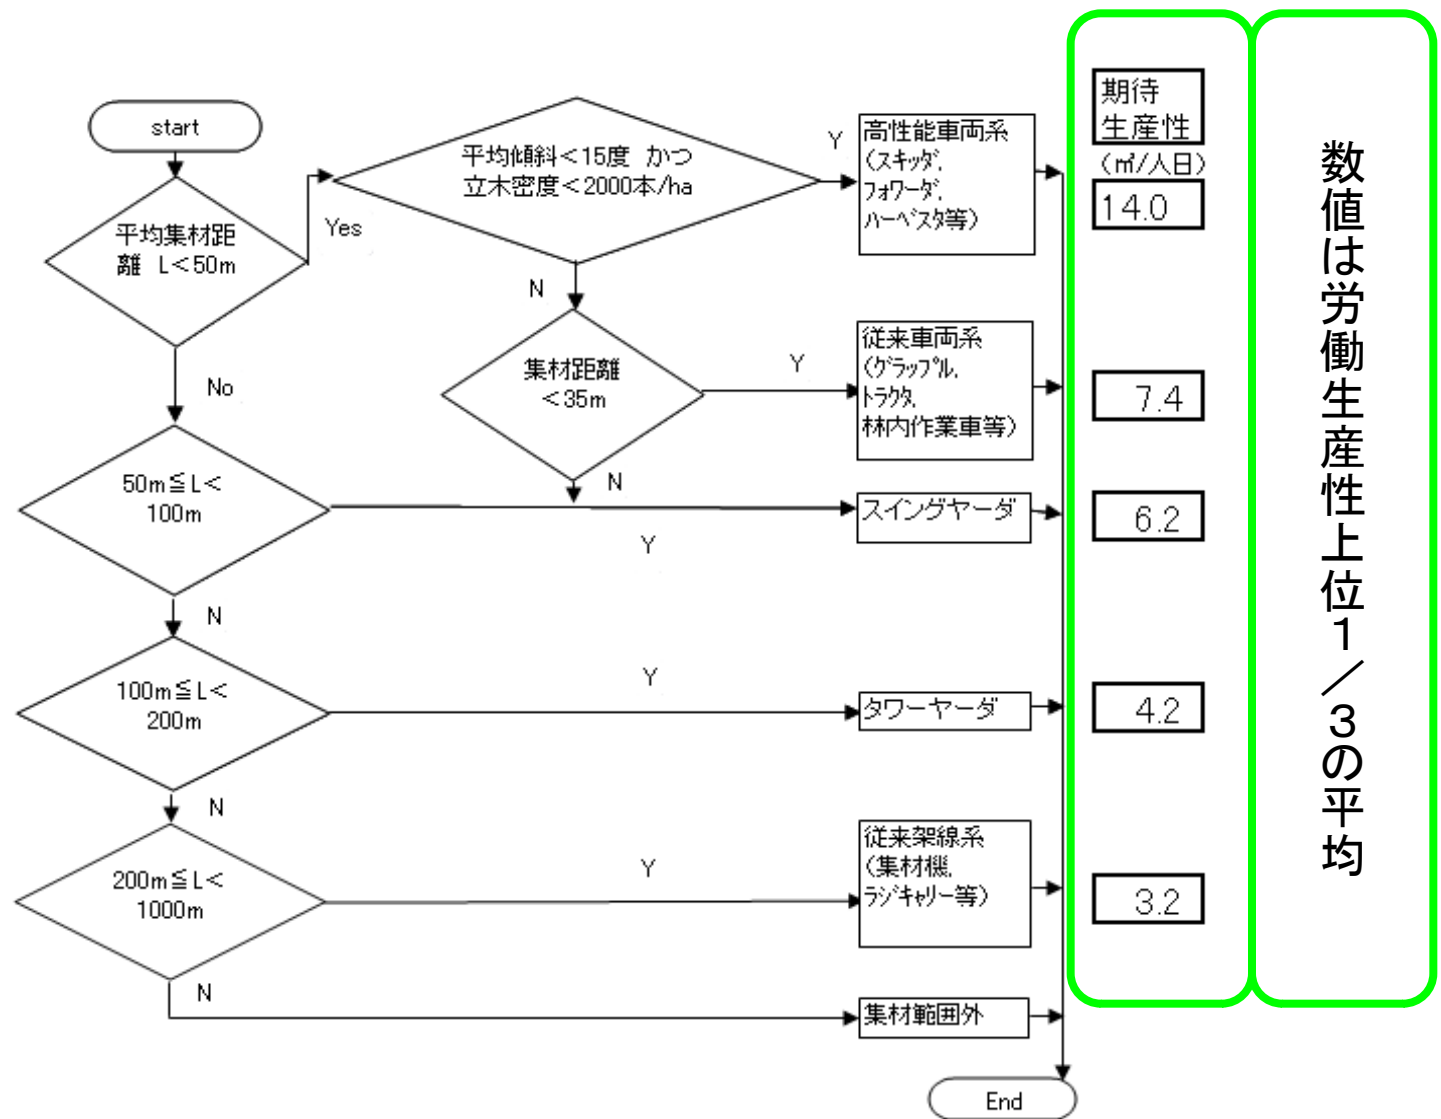 start
平均集材距
離 L<50m
Yes
No
平均傾斜<15度 かつ
立木密度<2000本/ha
Y
N
高性能車両系
(スキッダ,
フォワーダ,
ハーベスタ等)
集材距離
<35m
Y
N
従来車両系
(グラップル,
トラクタ,
林内作業車等)
50m≦L<
100m
Y
N
スイングヤーダ
100m≦L<
200m
Y
N
タワーヤーダ
200m≦L<
1000m
Y
N
従来架線系
(集材機,
ラジキャリー等)
集材範囲外
End
期待
生産性
(㎥/人日)
14.0
7.4
6.2
4.2
3.2
数値は労働生産性上位1/3の平均